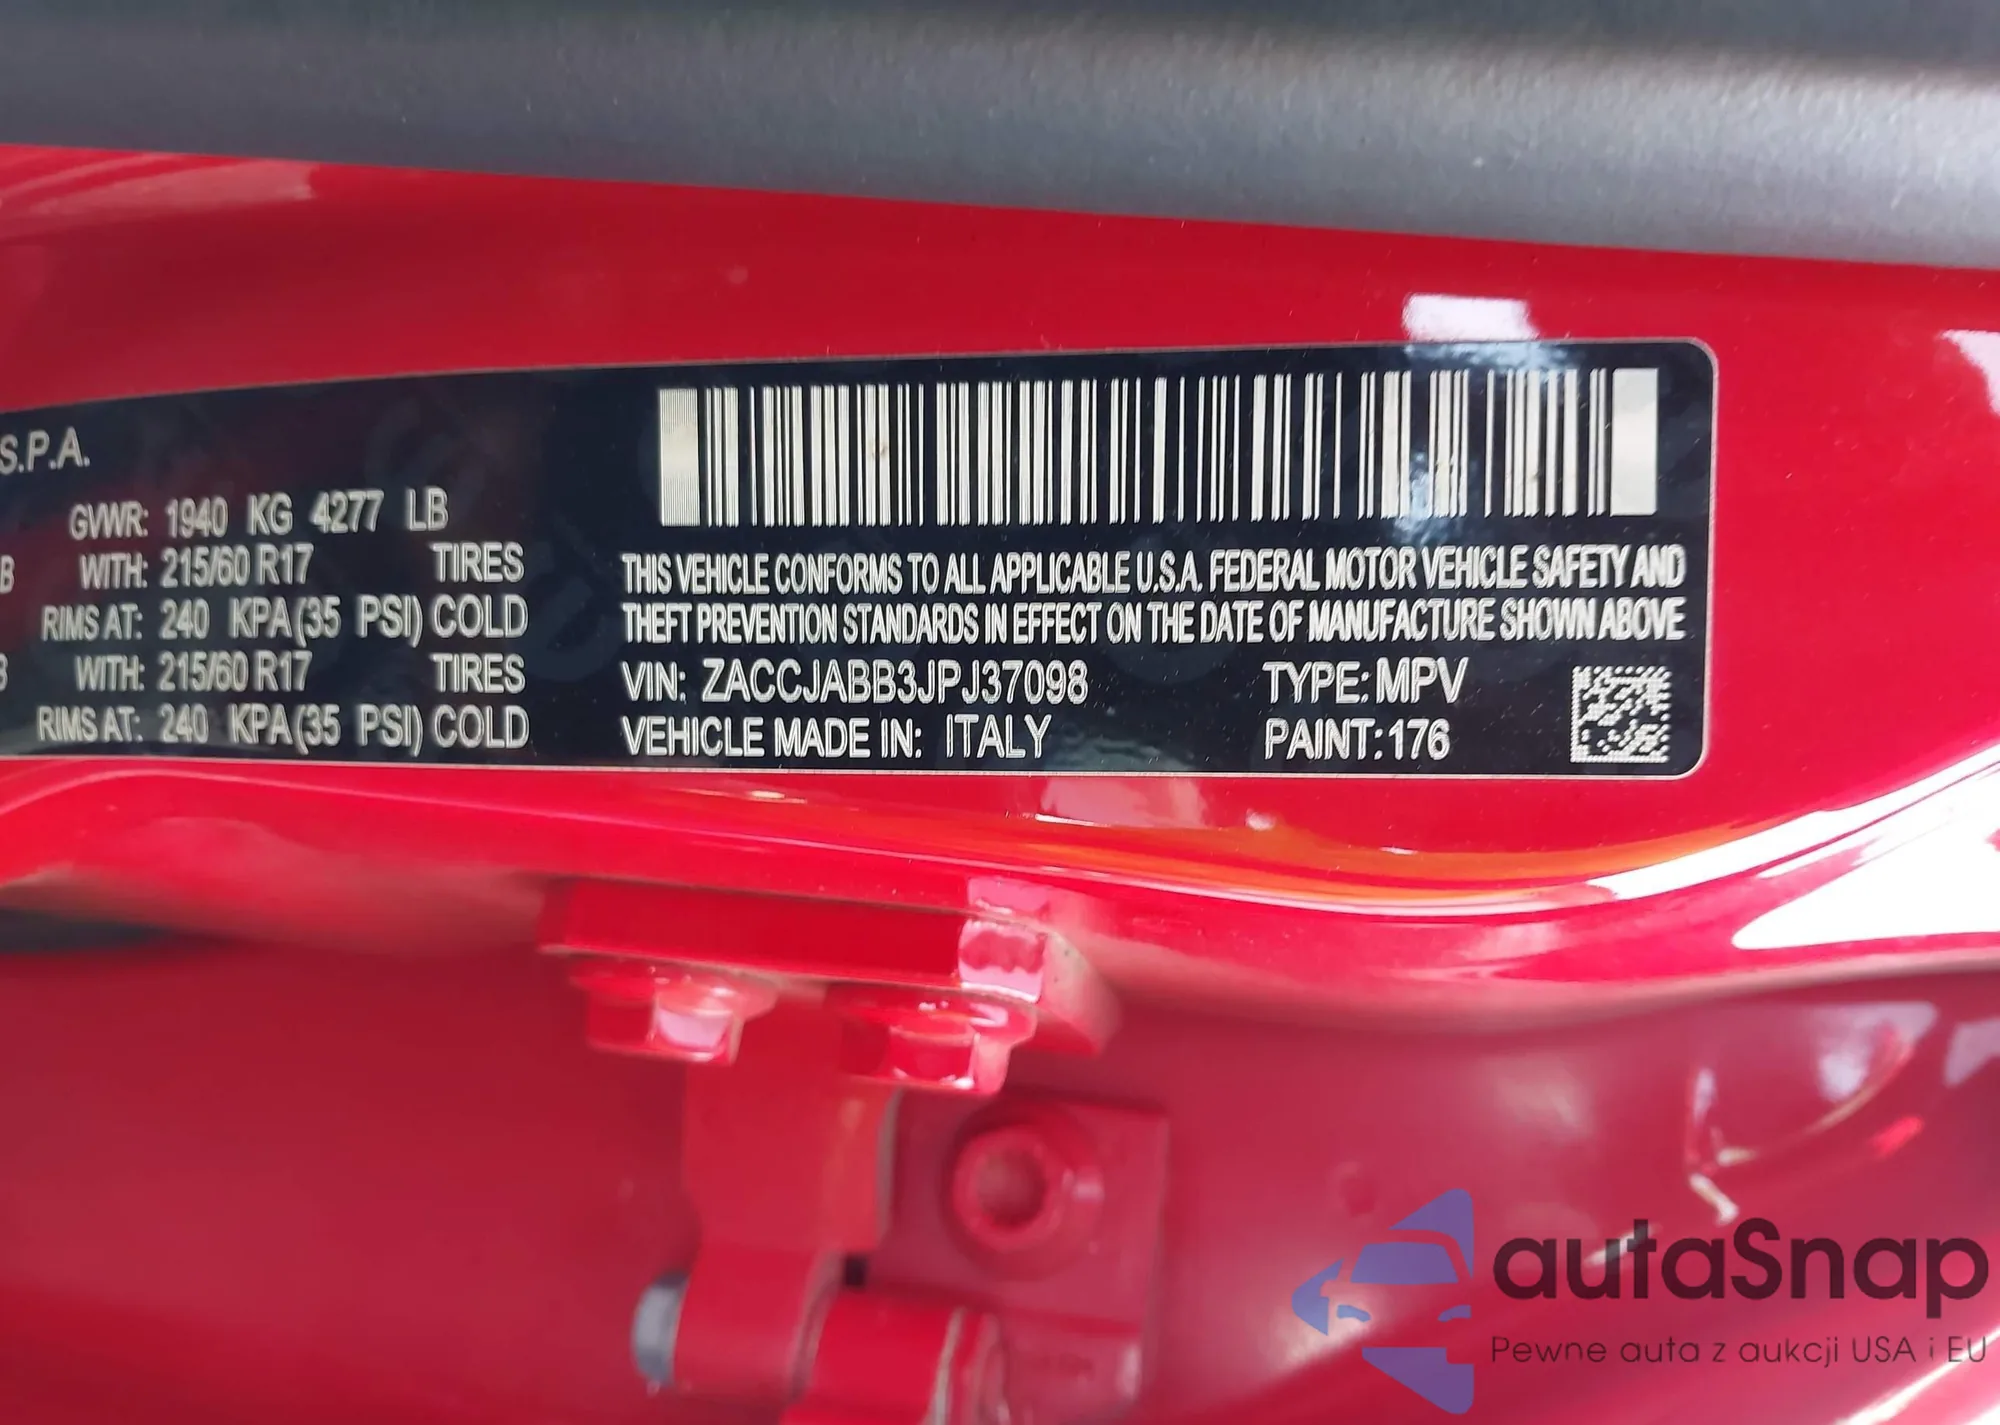 S.P.A.
GVWR: 1940 KG 4277 LB
B WITH: 215/60 R17 TIRES
RIMS AT: 240 KPA (35 PSI) COLD
WITH: 215/60 R17 TIRES
RIMS AT: 240 KPA (35 PSI) COLD
THIS VEHICLE CONFORMS TO ALL APPLICABLE U.S.A. FEDERAL MOTOR VEHICLE SAFETY AND
THEFT PREVENTION STANDARDS IN EFFECT ON THE DATE OF MANUFACTURE SHOWN ABOVE
VIN: ZACCJABB3JPJ37098 TYPE: MPV
VEHICLE MADE IN: ITALY PAINT: 176
autaSnap
Pewne auta z aukcji USA i EU